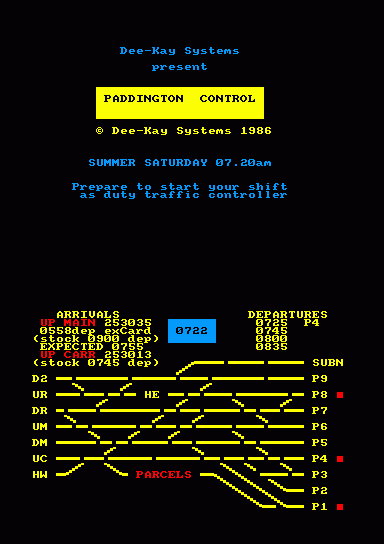 Dee-Kay Systems
present
PADDINGTON CONTROL
© Dee-Kay Systems 1986
SUMMER SATURDAY 07.20am
Prepare to start your shift
as duty traffic controller
ARRIVALS
UP MAIN 253035
0558dep exCard
(stock 0900 dep)
EXPECTED 0755
UP CARR 253013
(stock 0745 dep)
0722
DEPARTURES
0725 P4
0745
0800
0835
SUBN
D2 P9
UR HE P8
DR P7
UM P6
DM P5
UC P4
HW PARCELS P3
P2
P1